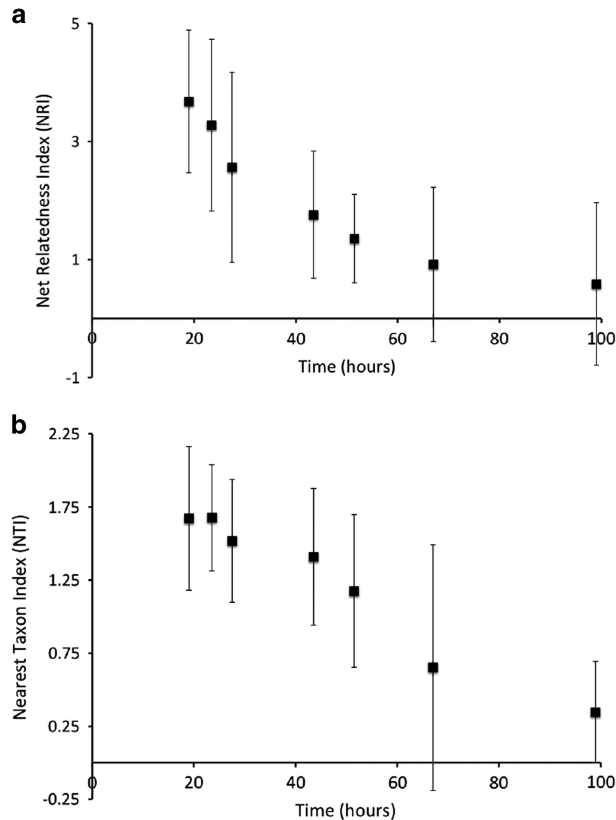 a
5
3
1
-1
Net Relatedness Index (NRI)
0 20 40 60 80 100
Time (hours)
b
2.25
1.75
1.25
0.75
0.25
-0.25
Nearest Taxon Index (NTI)
0 20 40 60 80 100
Time (hours)